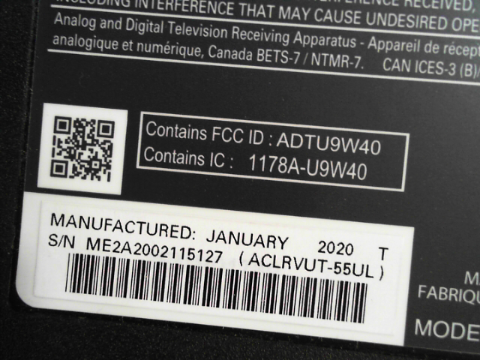 INCLUDING INTERFERENCE THAT MAY CAUSE UNDESIRED OPE
Analog and Digital Television Receiving Apparatus - Appareil de récept
analogique et numérique, Canada BETS-7 / NTMR-7. CAN ICES-3 (B)/
Contains FCC ID : ADTU9W40
Contains IC : 1178A-U9W40
MANUFACTURED: JANUARY 2020 T
S/N ME2A2002115127 ( ACLRVUT-55UL )
MA
FABRIQU
MODE